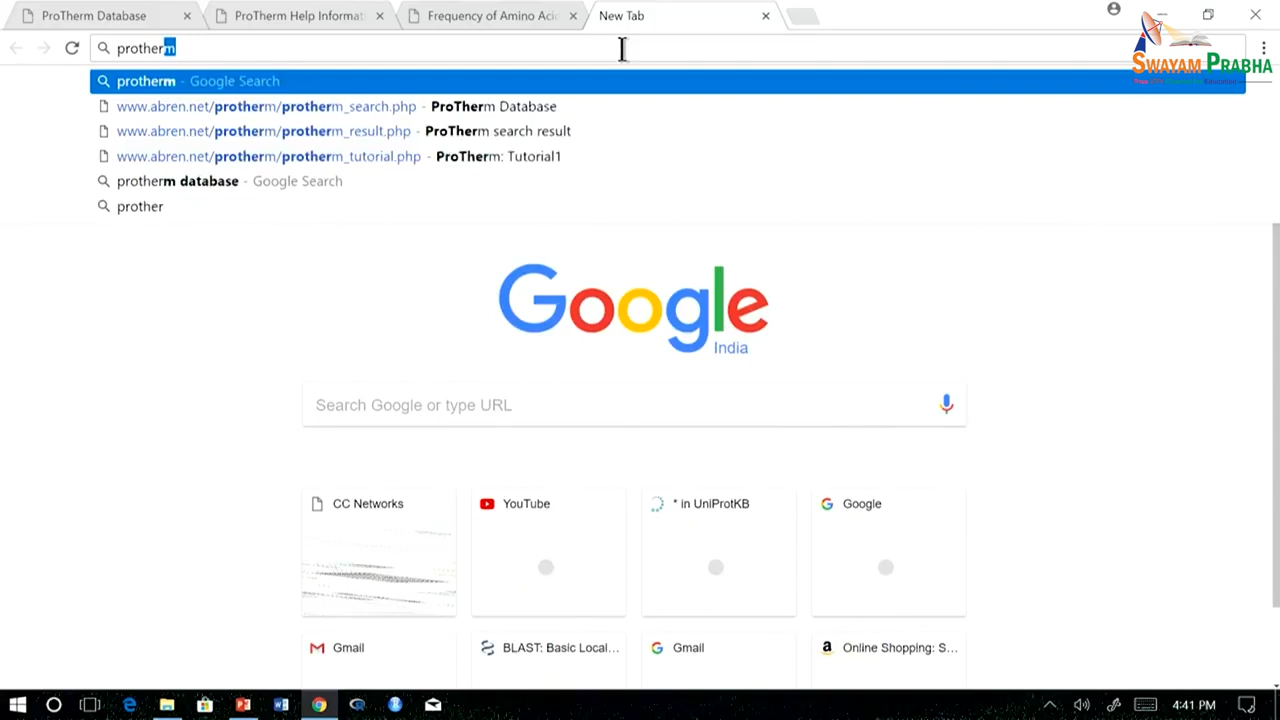 ProTherm Database
ProTherm Help Informat
Frequency of Amino Aci
New Tab
protherm
SWAYAM PRABHA
protherm - Google Search
www.abren.net/protherm/protherm_search.php - ProTherm Database
www.abren.net/protherm/protherm_result.php - ProTherm search result
www.abren.net/protherm/protherm_tutorial.php - ProTherm: Tutorial1
protherm database - Google Search
prother
Google
India
Search Google or type URL
CC Networks
YouTube
* in UniProtKB
Google
Gmail
BLAST: Basic Local...
Gmail
Online Shopping: S...
4:41 PM